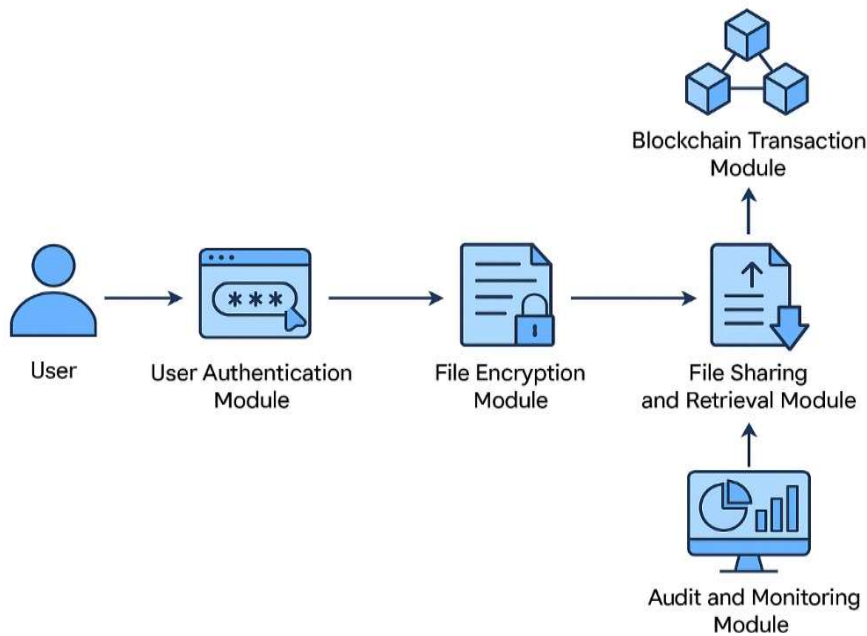 Blockchain Transaction
Module
User
User Authentication
Module
***
File Encryption
Module
File Sharing
and Retrieval Module
Audit and Monitoring
Module